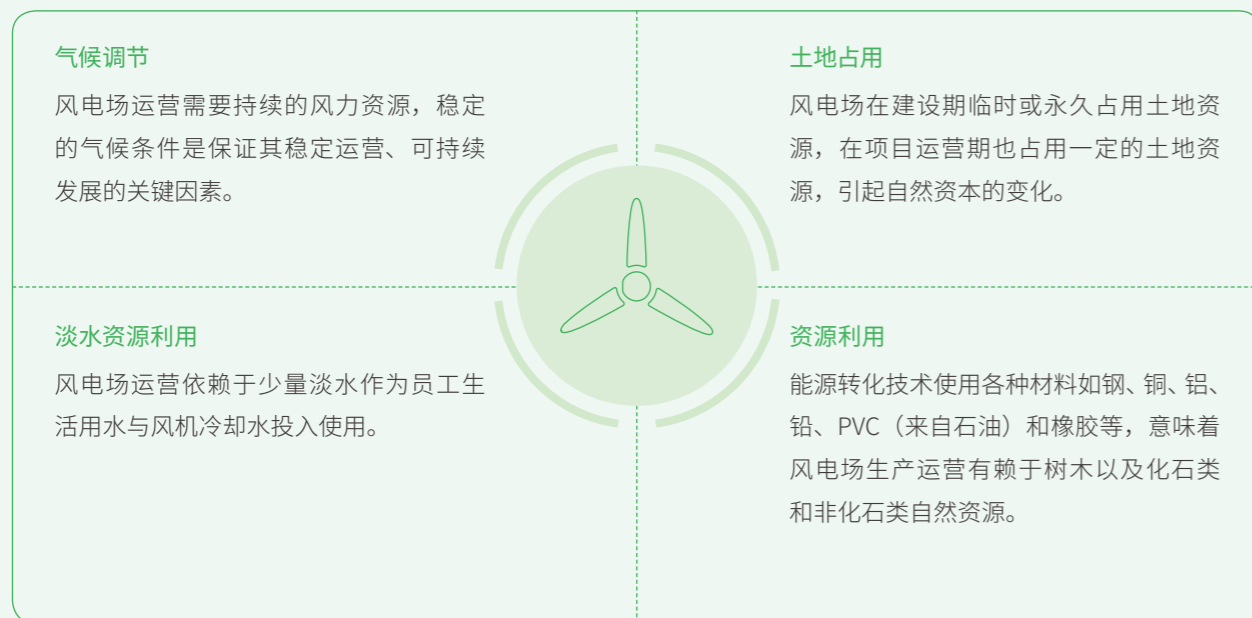 气候调节
风电场运营需要持续的风力资源，稳定
的气候条件是保证其稳定运营、可持续
发展的关键因素。
土地占用
风电场在建设期临时或永久占用土地资
源，在项目运营期也占用一定的土地资
源，引起自然资本的变化。
淡水资源利用
风电场运营依赖于少量淡水作为员工生
活用水与风机冷却水投入使用。
资源利用
能源转化技术使用各种材料如钢、铜、铝、
铅、PVC（来自石油）和橡胶等，意味着
风电场生产运营有赖于树木以及化石类
和非化石类自然资源。